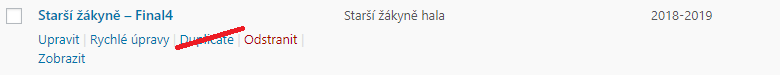 Starší žákyně – Final4 Starší žákyně hala 2018-2019
Upravit | Rychlé úpravy | Duplicate | Odstranit |
Zobrazit